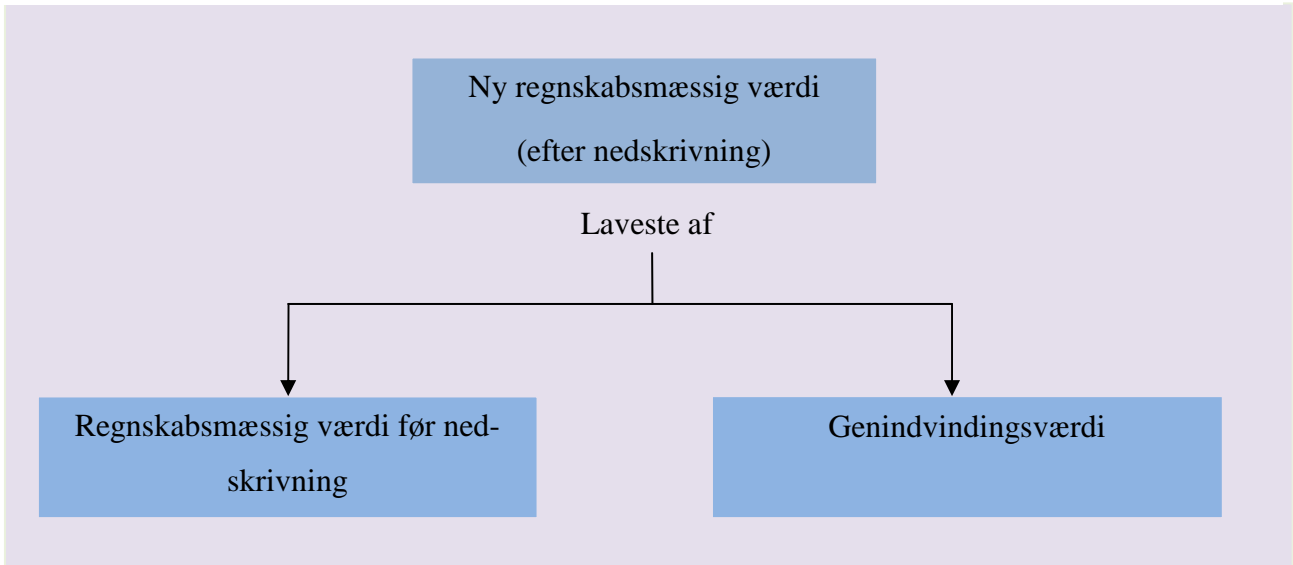 Ny regnskabsmæssig værdi
(efter nedskrivning)
Laveste af
Regnskabsmæssig værdi før ned-
skrivning
Genindvindingsværdi